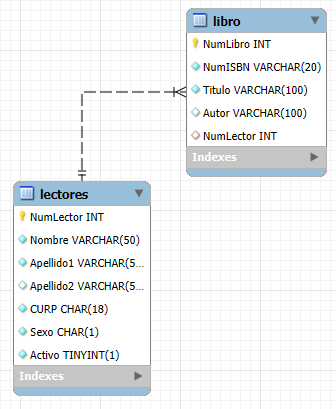 libro
NumLibro INT
NumISBN VARCHAR(20)
Titulo VARCHAR(100)
Autor VARCHAR(100)
NumLector INT
Indexes
lectores
NumLector INT
Nombre VARCHAR(50)
Apellido1 VARCHAR(5...
Apellido2 VARCHAR(5...
CURP CHAR(18)
Sexo CHAR(1)
Activo TINYINT(1)
Indexes